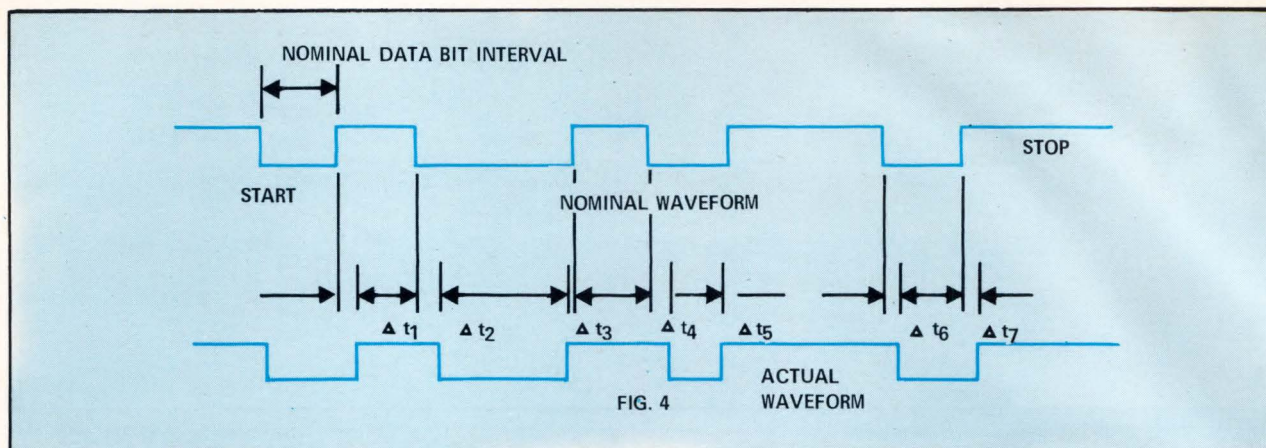 NOMINAL DATA BIT INTERVAL
STOP
START
NOMINAL WAVEFORM
Δ t1 Δ t2 Δ t3 Δ t4 Δ t5 Δ t6 Δ t7
ACTUAL
WAVEFORM
FIG. 4